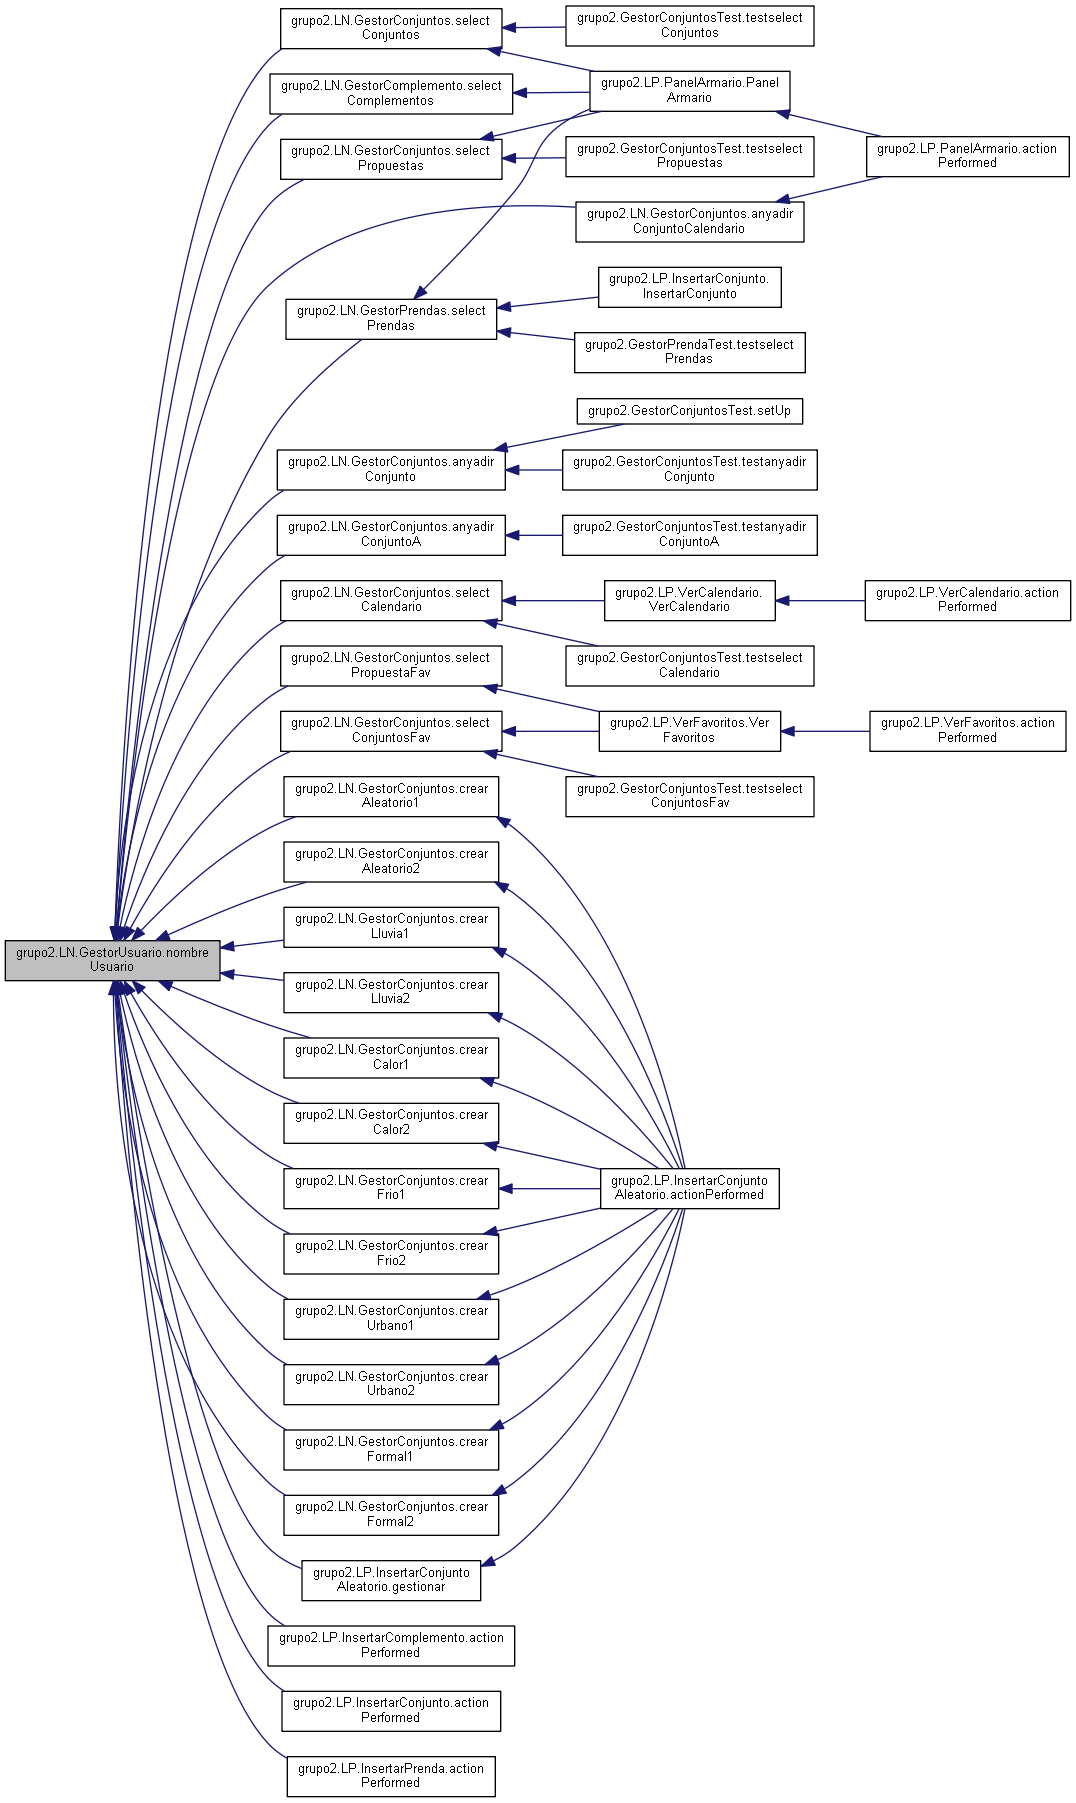 grupo2.LN.GestorConjuntos.select
Conjuntos
grupo2.GestorConjuntosTest.testselect
Conjuntos
grupo2.LN.GestorComplemento.select
Complementos
grupo2.LP.PanelArmario.Panel
Armario
grupo2.LN.GestorConjuntos.select
Propuestas
grupo2.GestorConjuntosTest.testselect
Propuestas
grupo2.LP.PanelArmario.action
Performed
grupo2.LN.GestorConjuntos.anyadir
ConjuntoCalendario
grupo2.LN.GestorPrendas.select
Prendas
grupo2.LP.InsertarConjunto.
InsertarConjunto
grupo2.GestorPrendaTest.testselect
Prendas
grupo2.GestorConjuntosTest.setUp
grupo2.LN.GestorConjuntos.anyadir
Conjunto
grupo2.GestorConjuntosTest.testanyadir
Conjunto
grupo2.LN.GestorConjuntos.anyadir
ConjuntoA
grupo2.GestorConjuntosTest.testanyadir
ConjuntoA
grupo2.LN.GestorConjuntos.select
Calendario
grupo2.LP.VerCalendario.
VerCalendario
grupo2.LP.VerCalendario.action
Performed
grupo2.LN.GestorConjuntos.select
PropuestaFav
grupo2.GestorConjuntosTest.testselect
Calendario
grupo2.LN.GestorConjuntos.select
ConjuntosFav
grupo2.LP.VerFavoritos.Ver
Favoritos
grupo2.LP.VerFavoritos.action
Performed
grupo2.LN.GestorConjuntos.crear
Aleatorio1
grupo2.GestorConjuntosTest.testselect
ConjuntosFav
grupo2.LN.GestorConjuntos.crear
Aleatorio2
grupo2.LN.GestorConjuntos.crear
Lluvia1
grupo2.LN.GestorUsuario.nombre
Usuario
grupo2.LN.GestorConjuntos.crear
Lluvia2
grupo2.LN.GestorConjuntos.crear
Calor1
grupo2.LN.GestorConjuntos.crear
Calor2
grupo2.LN.GestorConjuntos.crear
Frio1
grupo2.LP.InsertarConjunto
Aleatorio.actionPerformed
grupo2.LN.GestorConjuntos.crear
Frio2
grupo2.LN.GestorConjuntos.crear
Urbano1
grupo2.LN.GestorConjuntos.crear
Urbano2
grupo2.LN.GestorConjuntos.crear
Formal1
grupo2.LN.GestorConjuntos.crear
Formal2
grupo2.LP.InsertarConjunto
Aleatorio.gestionar
grupo2.LP.InsertarComplemento.action
Performed
grupo2.LP.InsertarConjunto.action
Performed
grupo2.LP.InsertarPrenda.action
Performed